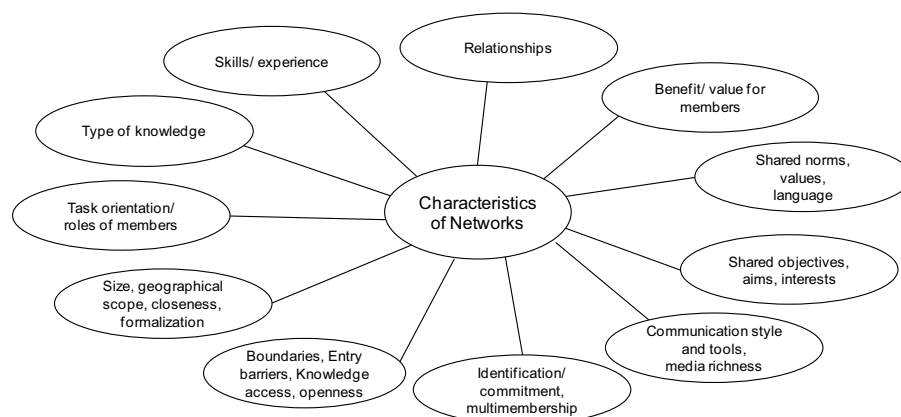 Relationships
Skills/ experience
Benefit/ value for
members
Type of knowledge
Shared norms,
values,
language
Characteristics
of Networks
Task orientation/
roles of members
Shared objectives,
aims, interests
Size, geographical
scope, closeness,
formalization
Communication style
and tools,
media richness
Boundaries, Entry
barriers, Knowledge
access, openness
Identification/
commitment,
multimembership